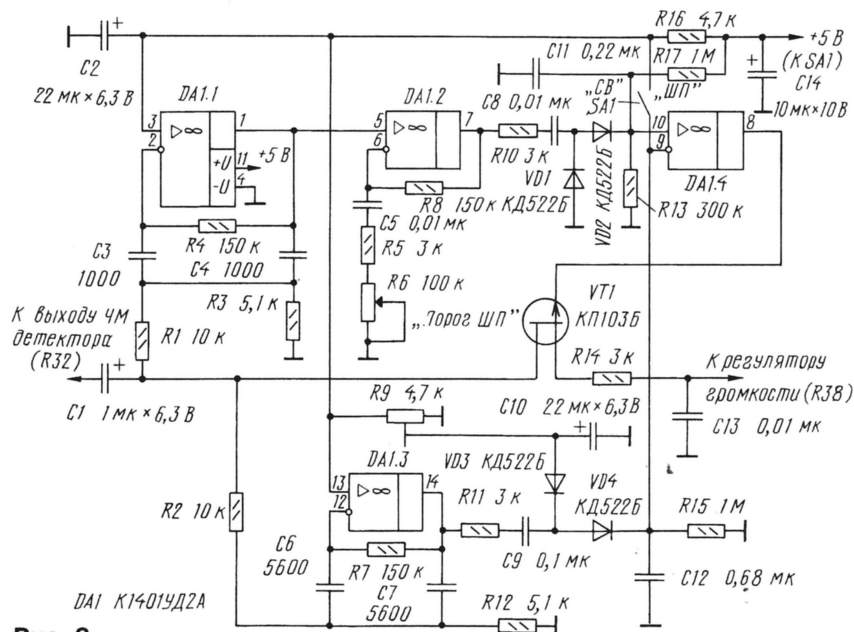 R16 4,7 к
+5 В
(К SA1)
C2
22 мк × 6,3 В
C11 0,22 мк
R17 1 М
C14
10 мк × 10 В
DA1.1
DA1.2
C8 0,01 мк
„СВ"
SA1
„ШП"
3
▷ ∞
1
2
+U
11
+5 В
-U
4
5
▷ ∞
7
6
R10 3 к
VD1
КД522Б
VD2 КД522Б
10
▷ ∞
8
9
DA1.4
R8 150 к
C5
0,01 мк
R13 300 к
R4 150 к
C3
1000
C4 1000
R5 3 к
R6 100 к
„Порог ШП"
VT1
КП103Б
К выходу ЧМ
детектора
(R32)
R1 10 к
R3 5,1 к
R14 3 к
К регулятору
громкости (R38)
C1 1 мк × 6,3 В
R9 4,7 к
C10 22 мк × 6,3 В
C13 0,01 мк
DA1.3
VD3 КД522Б
VD4
КД522Б
R2 10 к
13
▷ ∞
14
12
R11 3 к
R15 1 М
C6
5600
R7 150 к
C9 0,1 мк
C7
5600
C12 0,68 мк
DA1 К1401УД2А
R12 5,1 к